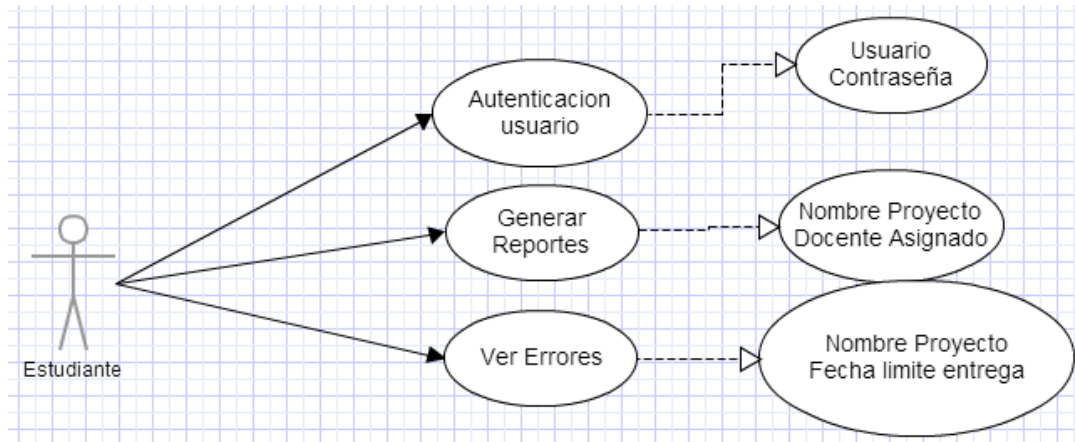 Usuario
Contraseña
Autenticacion
usuario
Generar
Reportes
Nombre Proyecto
Docente Asignado
Estudiante
Ver Errores
Nombre Proyecto
Fecha limite entrega